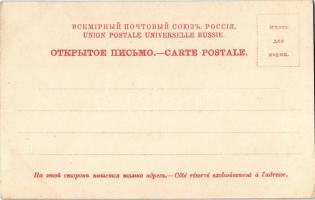 ВСЕМІРНЫЙ ПОЧТОВЫЙ СОЮЗЪ. РОССІЯ.
UNION POSTALE UNIVERSELLE RUSSIE.
ОТКРЫТОЕ ПИСЬМО.—CARTE POSTALE.
Мѣсто
для
марки.
На этой сторонѣ пишется только адресъ.—Côté réservé exclusivement à l'adresse.